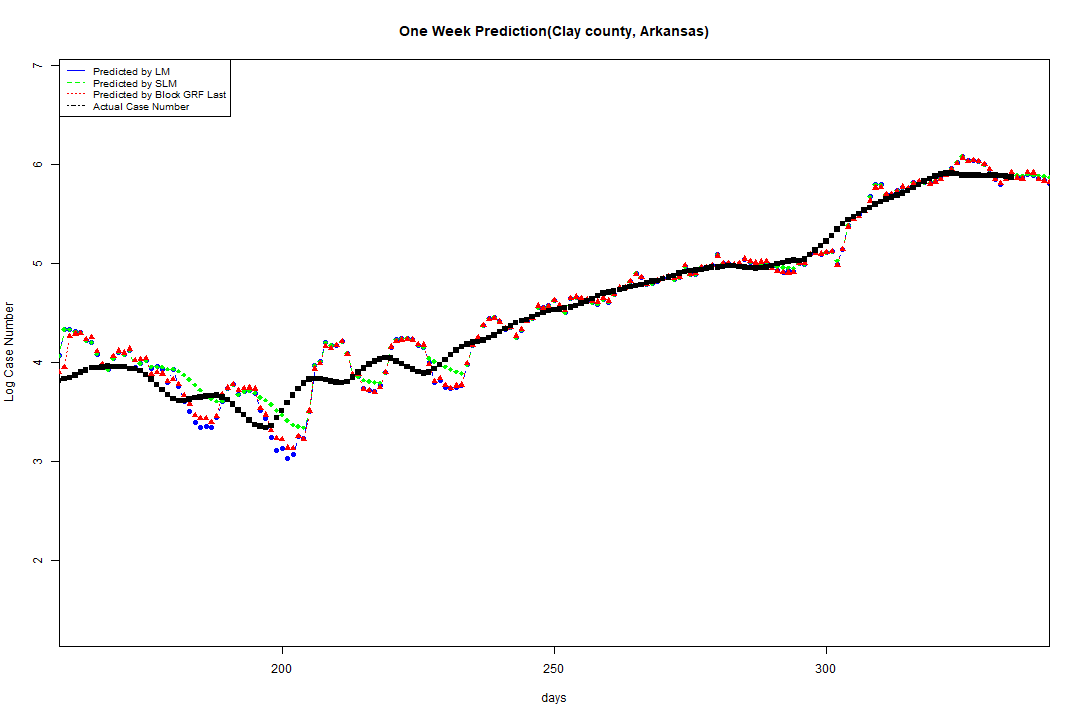 One Week Prediction(Clay county, Arkansas)
Predicted by LM
Predicted by SLM
Predicted by Block GRF Last
Actual Case Number
7
6
5
4
3
2
Log Case Number
200
250
300
days